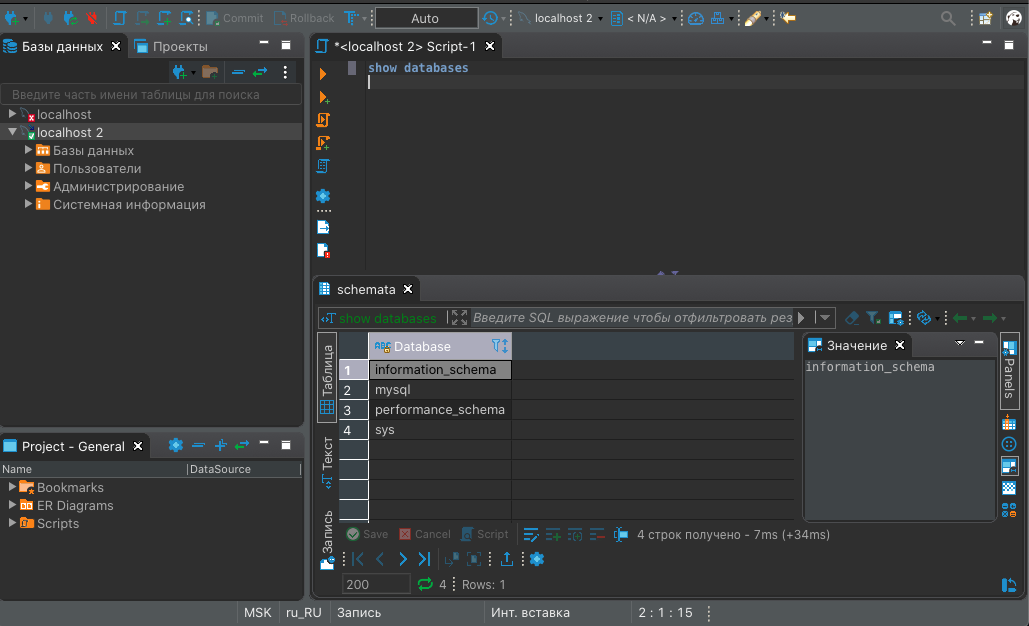 Commit Rollback Auto localhost 2 < N/A >
Базы данных Проекты
*<localhost 2> Script-1
Введите часть имени таблицы для поиска
localhost
localhost 2
Базы данных
Пользователи
Администрирование
Системная информация
show databases
Project - General
Name DataSource
Bookmarks
ER Diagrams
Scripts
schemata
show databases Введите SQL выражение чтобы отфильтровать рез
Таблица
Текст
Запись
ABC Database
1 information_schema
2 mysql
3 performance_schema
4 sys
Значение
information_schema
Panels
Save Cancel Script 4 строк получено - 7ms (+34ms)
200 4 Rows: 1
MSK ru_RU Запись Инт. вставка 2 : 1 : 15